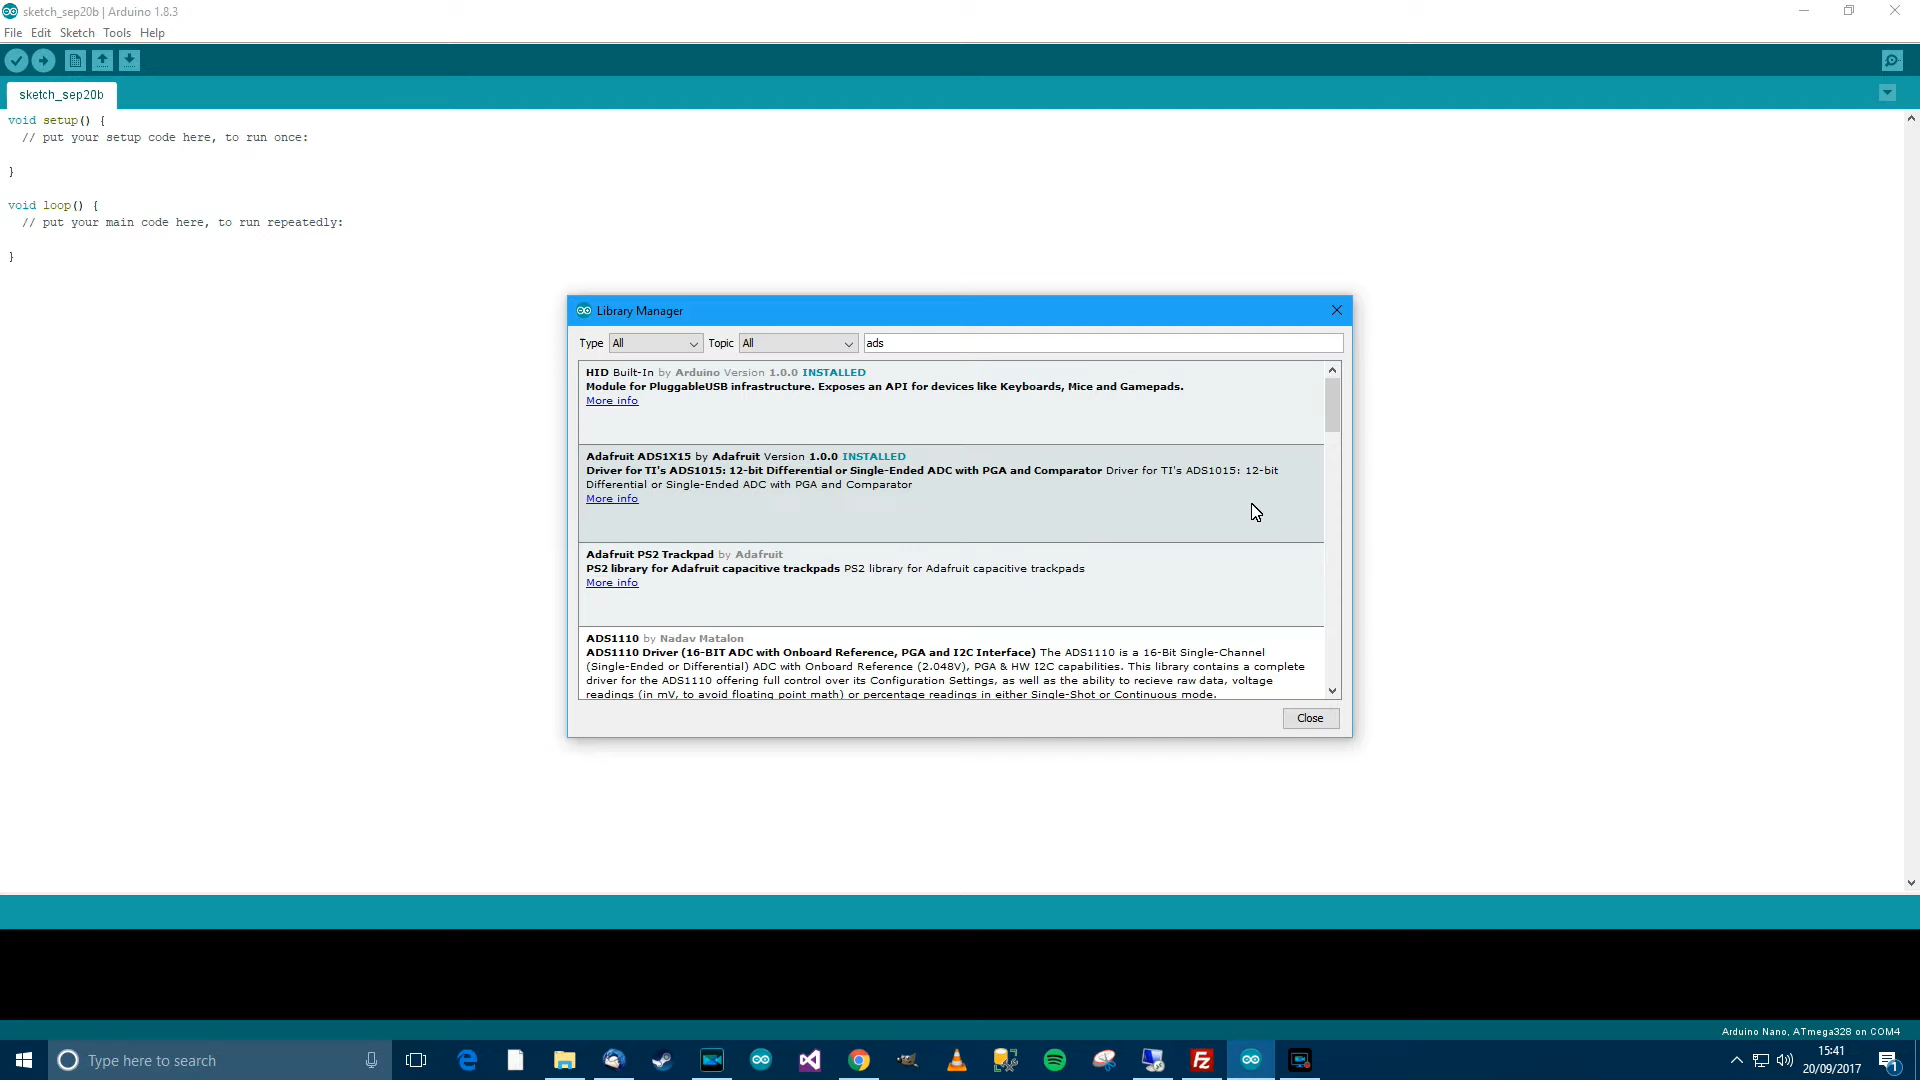 sketch_sep20b | Arduino 1.8.3
File Edit Sketch Tools Help
sketch_sep20b
void setup() {
// put your setup code here, to run once:
}
void loop() {
// put your main code here, to run repeatedly:
}
Library Manager
Type All Topic All ads
HID Built-In by Arduino Version 1.0.0 INSTALLED
Module for PluggableUSB infrastructure. Exposes an API for devices like Keyboards, Mice and Gamepads.
More info
Adafruit ADS1X15 by Adafruit Version 1.0.0 INSTALLED
Driver for TI's ADS1015: 12-bit Differential or Single-Ended ADC with PGA and Comparator Driver for TI's ADS1015: 12-bit
Differential or Single-Ended ADC with PGA and Comparator
More info
Adafruit PS2 Trackpad by Adafruit
PS2 library for Adafruit capacitive trackpads PS2 library for Adafruit capacitive trackpads
More info
ADS1110 by Nadav Matalon
ADS1110 Driver (16-BIT ADC with Onboard Reference, PGA and I2C Interface) The ADS1110 is a 16-Bit Single-Channel
(Single-Ended or Differential) ADC with Onboard Reference (2.048V), PGA & HW I2C capabilities. This library contains a complete
driver for the ADS1110 offering full control over its Configuration Settings, as well as the ability to recieve raw data, voltage
readings (in mV, to avoid floating point math) or percentage readings in either Single-Shot or Continuous mode.
Close
Arduino Nano, ATmega328 on COM4
Type here to search
15:41
20/09/2017
1